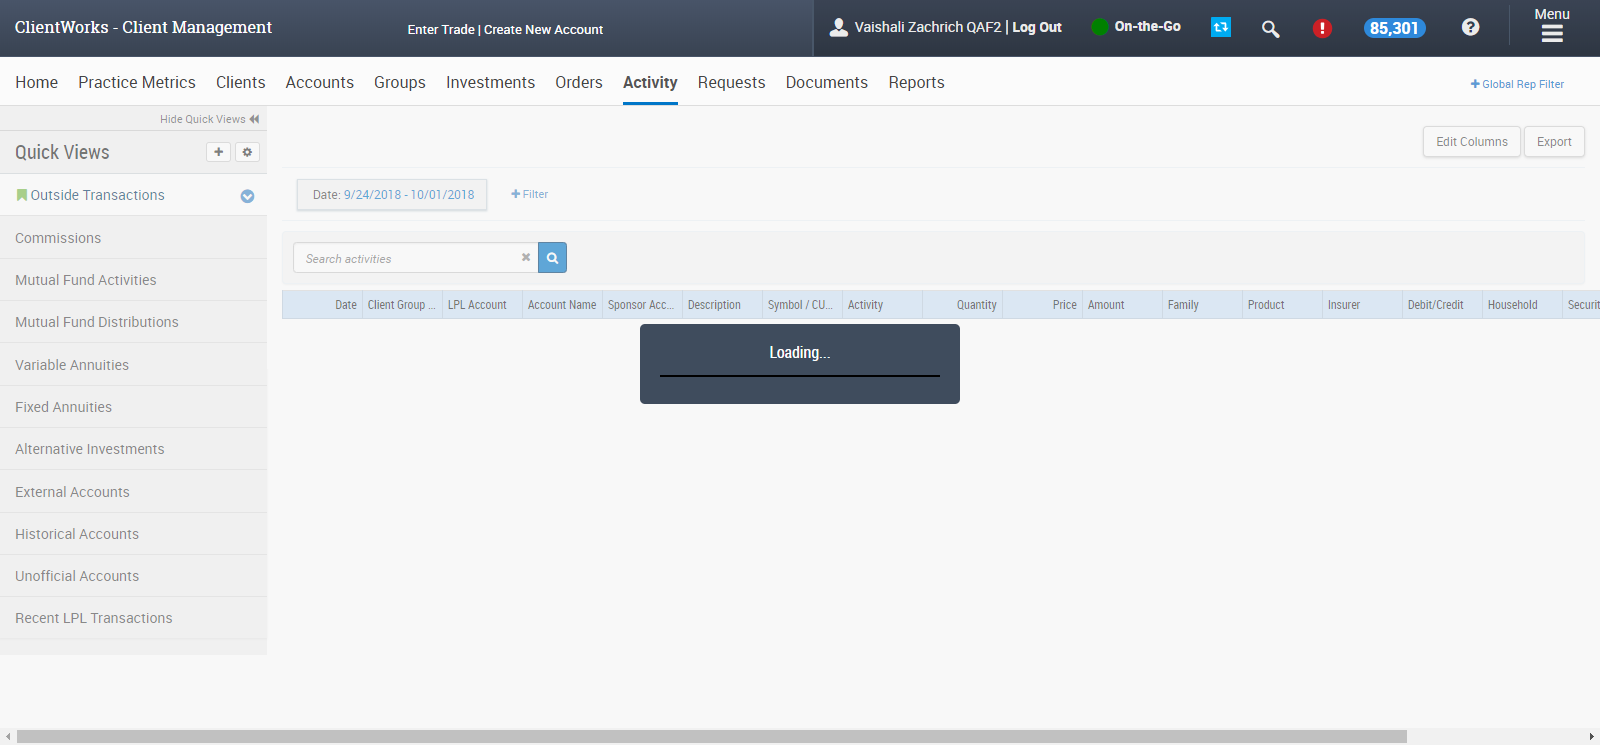 ClientWorks - Client Management
Enter Trade | Create New Account
Vaishali Zachrich QAF2 | Log Out
On-the-Go
85,301
Menu
Home Practice Metrics Clients Accounts Groups Investments Orders Activity Requests Documents Reports
Global Rep Filter
Hide Quick Views
Quick Views
Outside Transactions
Commissions
Mutual Fund Activities
Mutual Fund Distributions
Variable Annuities
Fixed Annuities
Alternative Investments
External Accounts
Historical Accounts
Unofficial Accounts
Recent LPL Transactions
Edit Columns Export
Date: 9/24/2018 - 10/01/2018
Filter
Search activities
Date Client Group ... LPL Account Account Name Sponsor Acc... Description Symbol / CU... Activity Quantity Price Amount Family Product Insurer Debit/Credit Household Securit
Loading...